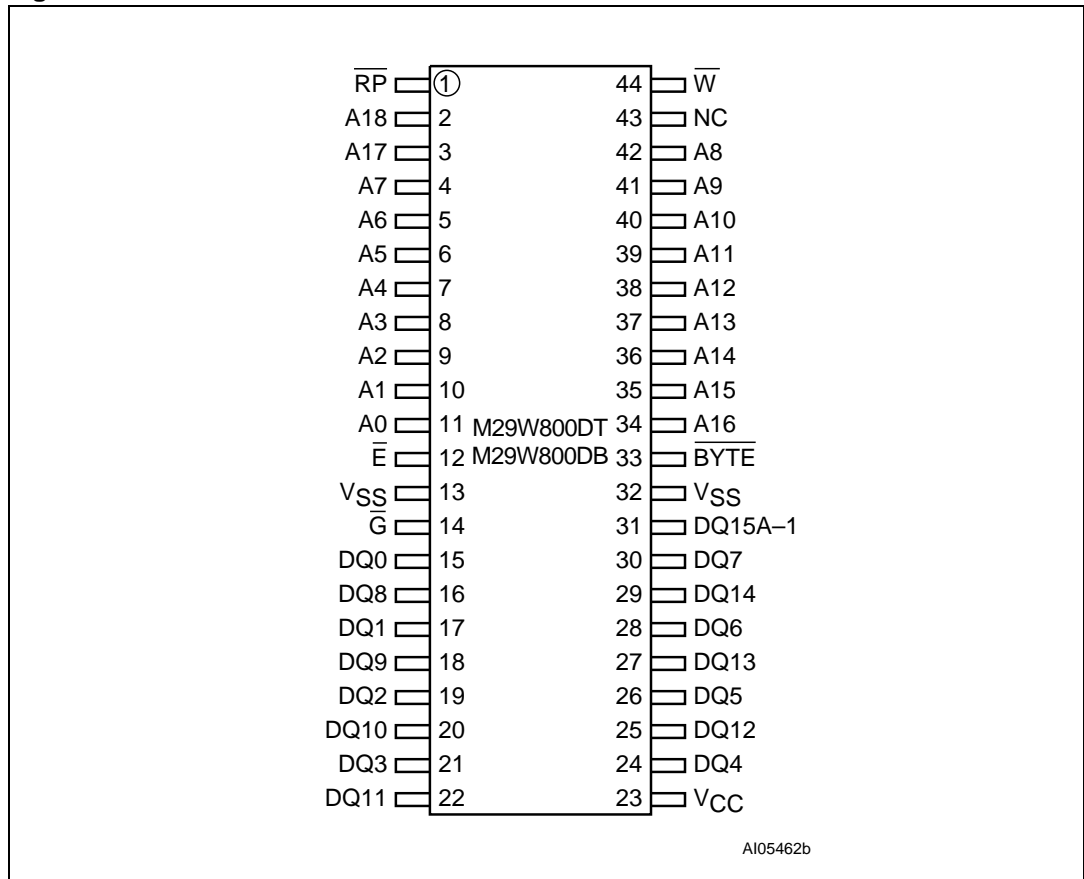 RP 1 44 W
A18 2 43 NC
A17 3 42 A8
A7 4 41 A9
A6 5 40 A10
A5 6 39 A11
A4 7 38 A12
A3 8 37 A13
A2 9 36 A14
A1 10 35 A15
A0 11 M29W800DT 34 A16
E 12 M29W800DB 33 BYTE
VSS 13 32 VSS
G 14 31 DQ15A–1
DQ0 15 30 DQ7
DQ8 16 29 DQ14
DQ1 17 28 DQ6
DQ9 18 27 DQ13
DQ2 19 26 DQ5
DQ10 20 25 DQ12
DQ3 21 24 DQ4
DQ11 22 23 VCC
AI05462b